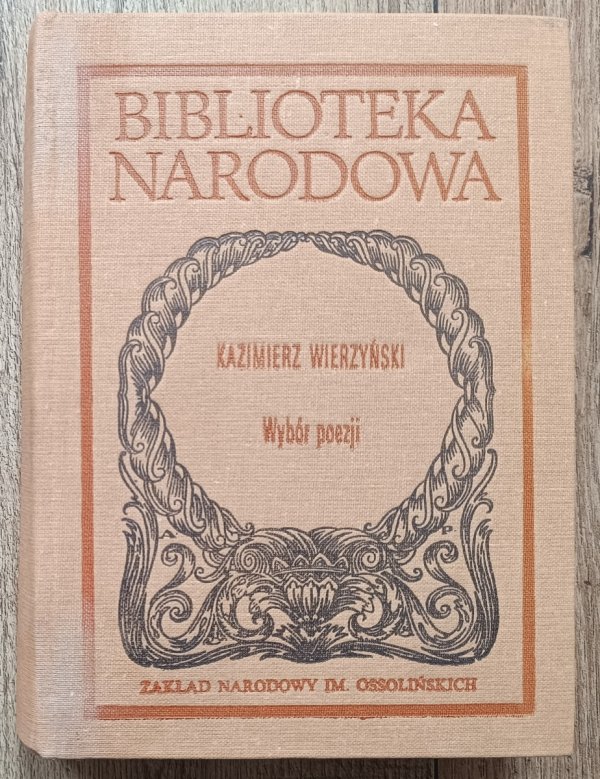 BIBLIOTEKA
NARODOWA
KAZIMIERZ WIERZYŃSKI
Wybór poezji
A P
ZAKŁAD NARODOWY IM. OSSOLIŃSKICH